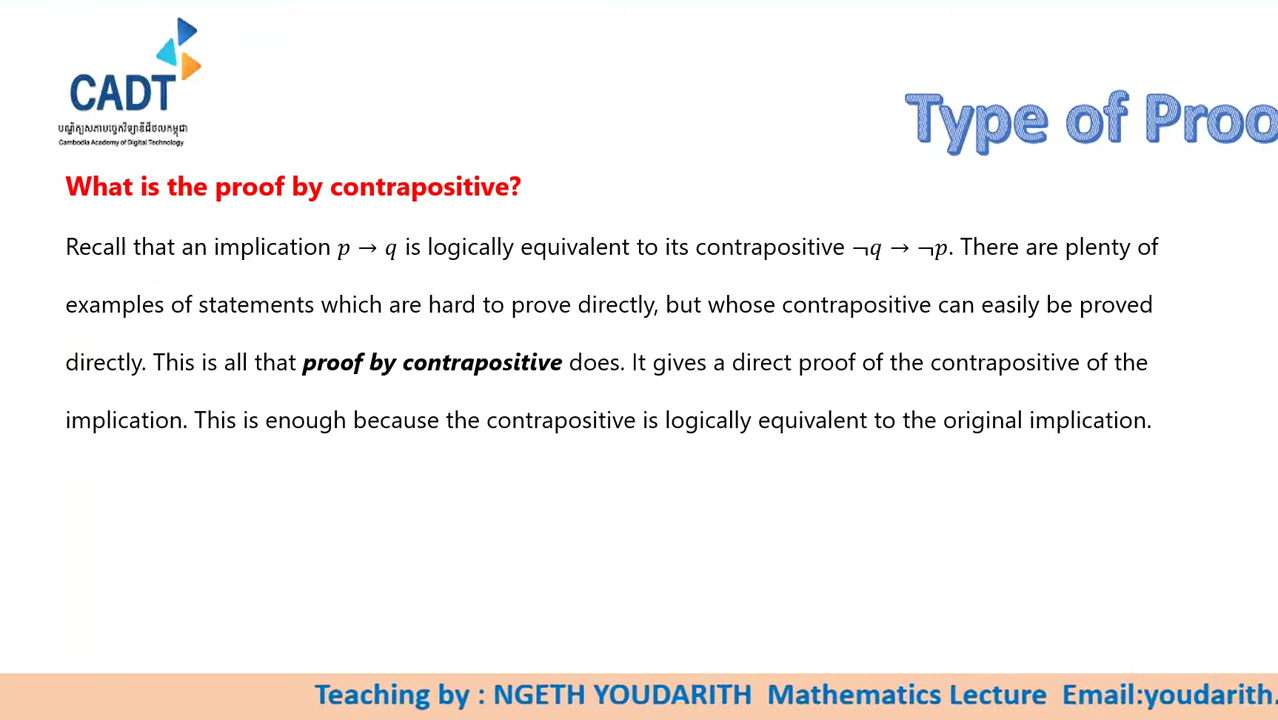 CADT
បណ្ឌិត្យសភាបច្ចេកវិទ្យាឌីជីថលកម្ពុជា
Cambodia Academy of Digital Technology
Type of Proo
What is the proof by contrapositive?
Recall that an implication 𝑝 → 𝑞 is logically equivalent to its contrapositive ¬𝑞 → ¬𝑝. There are plenty of
examples of statements which are hard to prove directly, but whose contrapositive can easily be proved
directly. This is all that proof by contrapositive does. It gives a direct proof of the contrapositive of the
implication. This is enough because the contrapositive is logically equivalent to the original implication.
Teaching by : NGETH YOUDARITH Mathematics Lecture Email:youdarith.